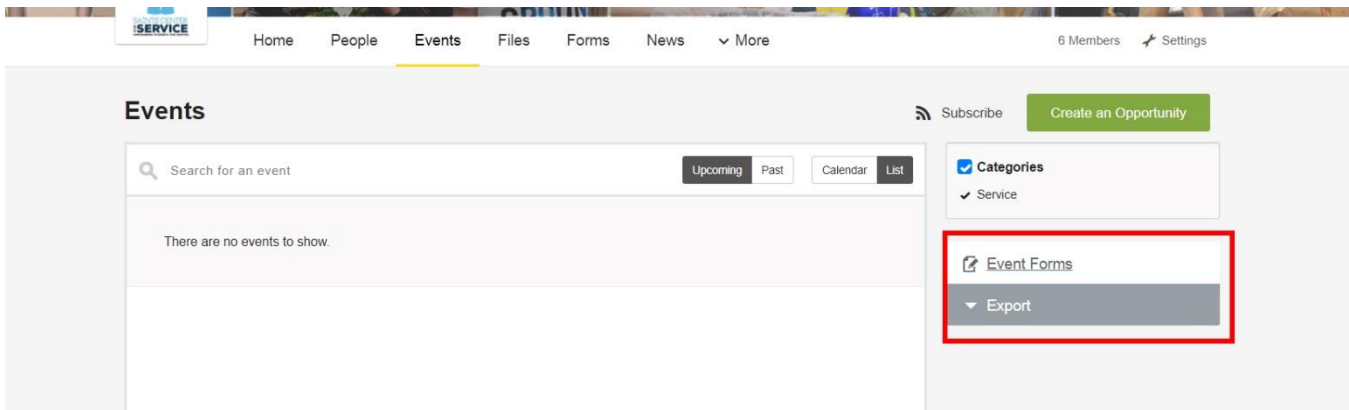 SERVICE
Home People Events Files Forms News More 6 Members Settings
Events Subscribe Create an Opportunity
Search for an event Upcoming Past Calendar List
Categories
Service
There are no events to show.
Event Forms
Export